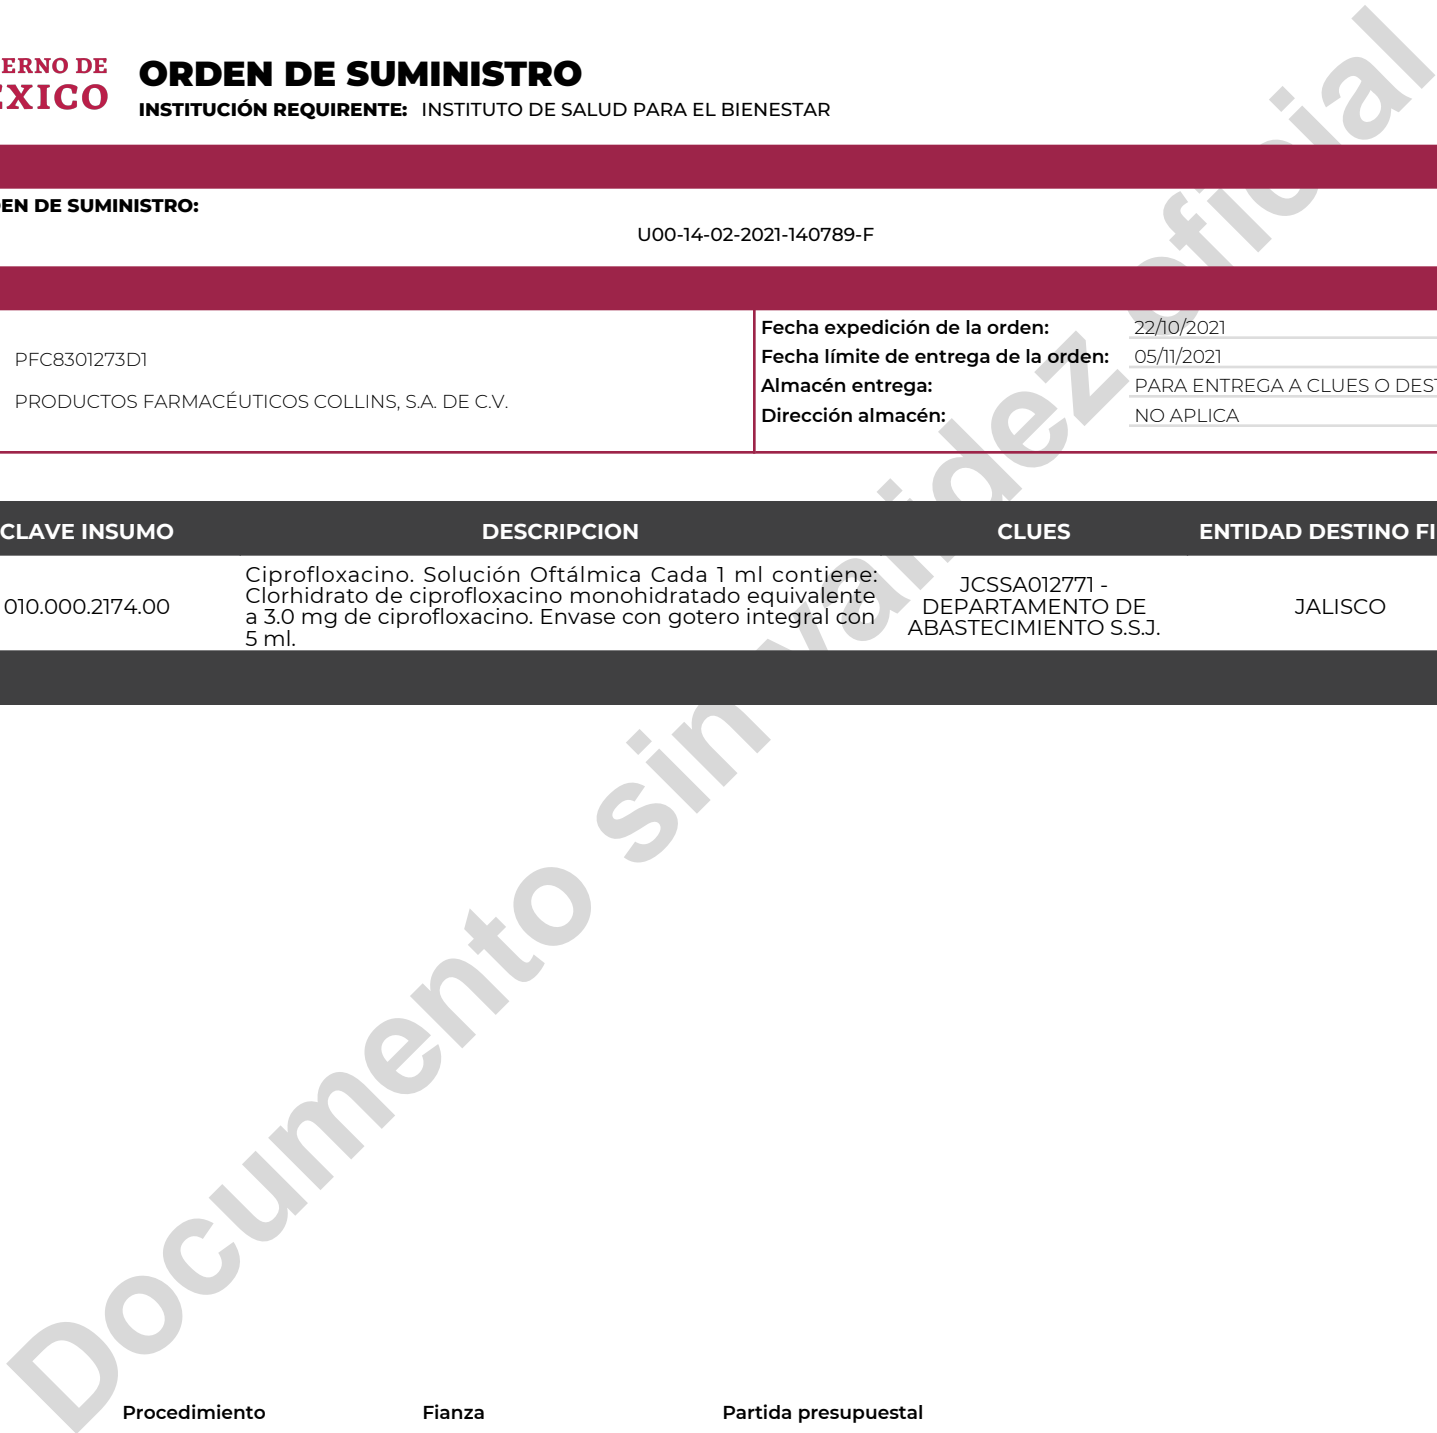 ERNO DE
EXICO
ORDEN DE SUMINISTRO
INSTITUCIÓN REQUIRENTE: INSTITUTO DE SALUD PARA EL BIENESTAR
EN DE SUMINISTRO:
U00-14-02-2021-140789-F
PFC8301273D1
PRODUCTOS FARMACÉUTICOS COLLINS, S.A. DE C.V.
Fecha expedición de la orden: 22/10/2021
Fecha límite de entrega de la orden: 05/11/2021
Almacén entrega: PARA ENTREGA A CLUES O DEST
Dirección almacén: NO APLICA
CLAVE INSUMO DESCRIPCION CLUES ENTIDAD DESTINO FI
010.000.2174.00
Ciprofloxacino. Solución Oftálmica Cada 1 ml contiene:
Clorhidrato de ciprofloxacino monohidratado equivalente
a 3.0 mg de ciprofloxacino. Envase con gotero integral con
5 ml.
JCSSA012771 -
DEPARTAMENTO DE
ABASTECIMIENTO S.S.J.
JALISCO
Documento sin validez oficial
Procedimiento Fianza Partida presupuestal